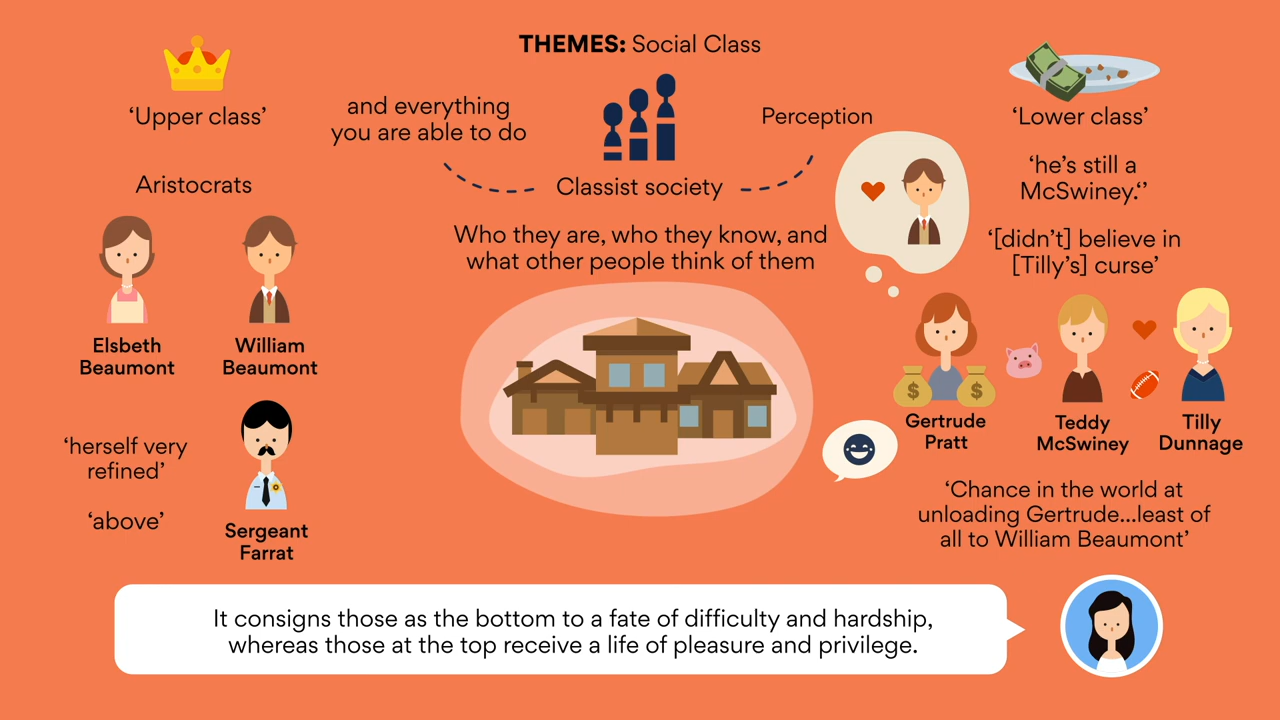 THEMES: Social Class
‘Upper class’
Aristocrats
Elsbeth
Beaumont
William
Beaumont
‘herself very
refined’
‘above’
Sergeant
Farrat
and everything
you are able to do
Perception
Classist society
Who they are, who they know, and
what other people think of them
‘Lower class’
‘he’s still a
McSwiney.‘’
‘[didn’t] believe in
[Tilly’s] curse’
$ $
Gertrude
Pratt
Teddy
McSwiney
Tilly
Dunnage
‘Chance in the world at
unloading Gertrude...least of
all to William Beaumont’
It consigns those as the bottom to a fate of difficulty and hardship,
whereas those at the top receive a life of pleasure and privilege.